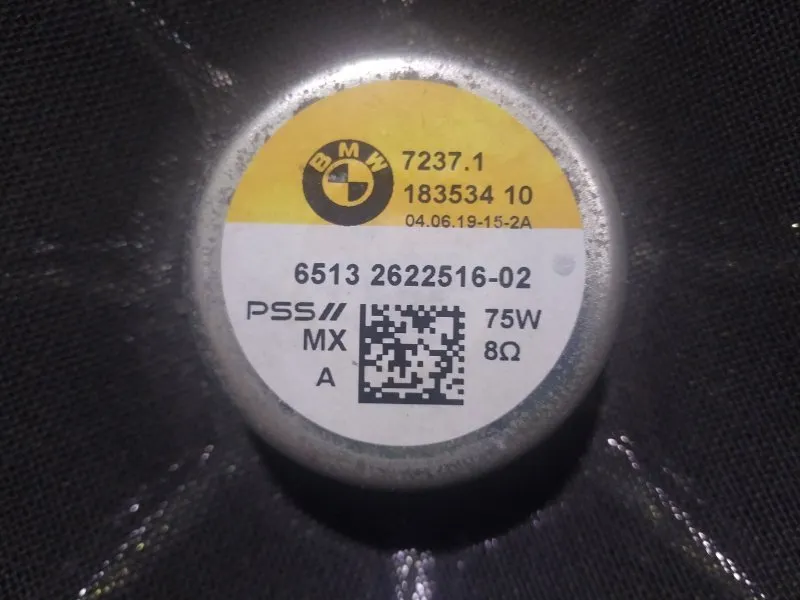 BMW
7237.1
183534 10
04.06.19-15-2A
6513 2622516-02
PSS//
MX
A
75W
8Ω